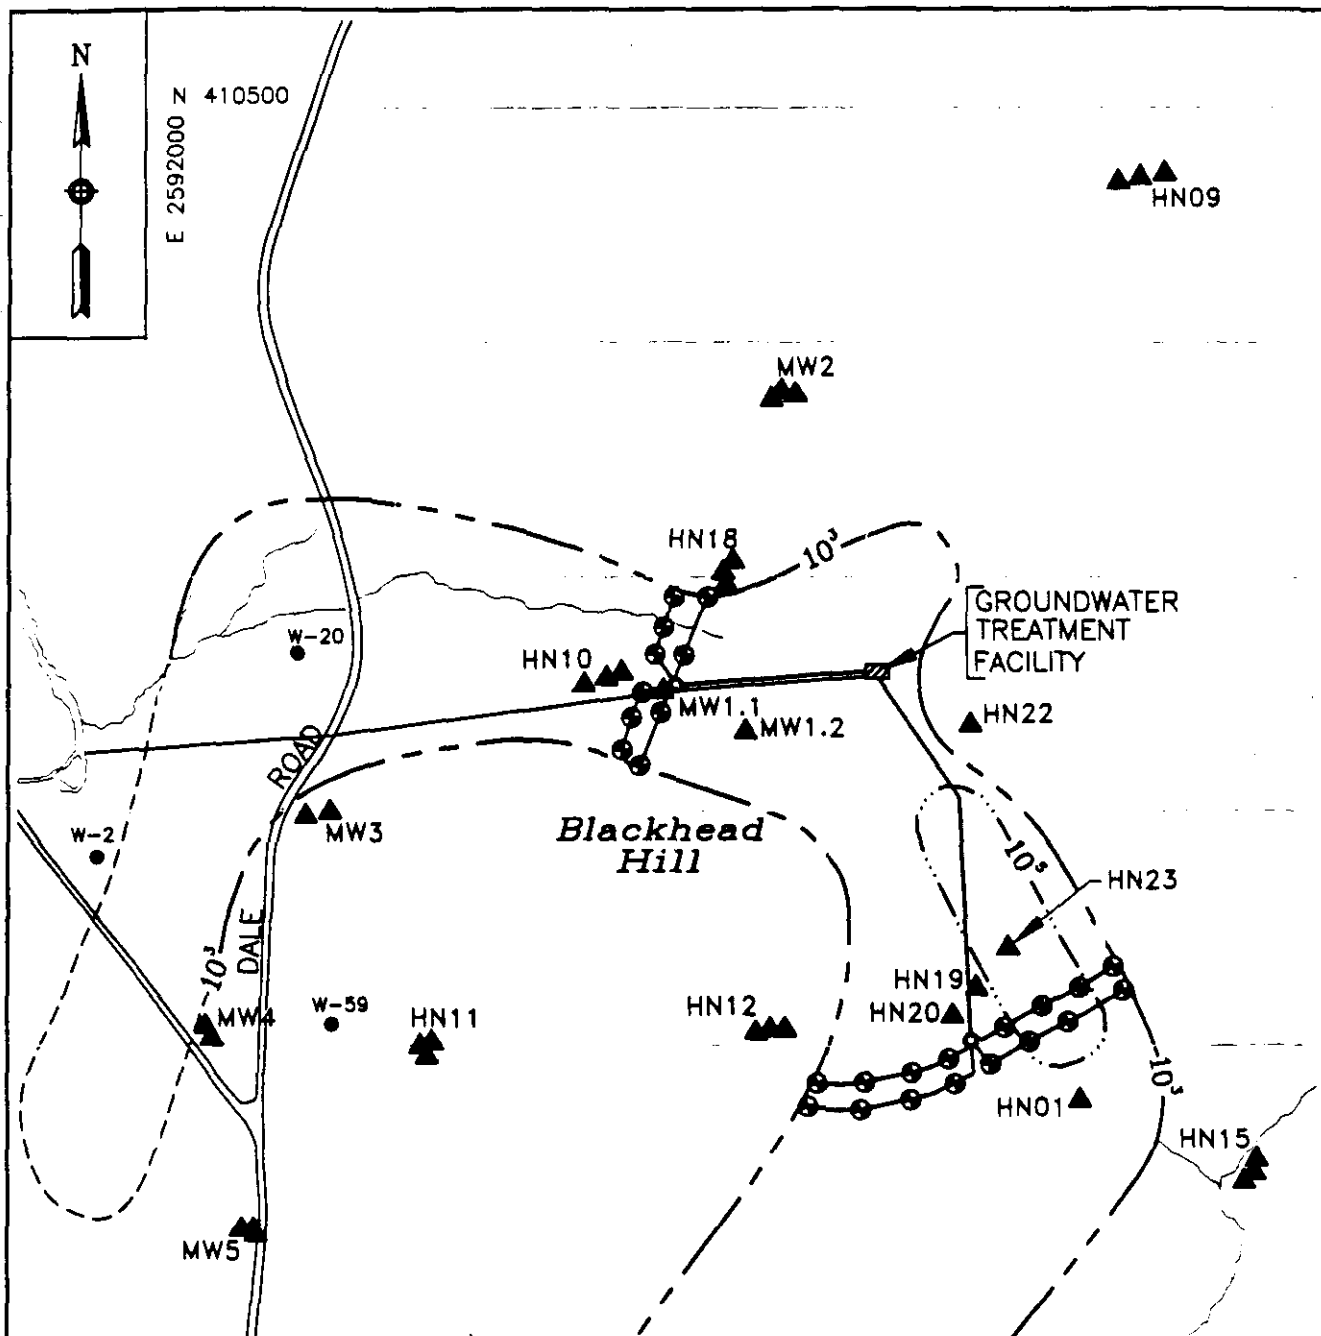 N
N 410500
E 2592000
HN09
MW2
HN18
10³
GROUNDWATER
TREATMENT
FACILITY
W-20
HN10
MW1.1
MW1.2
HN22
ROAD
MW3
W-2
Blackhead
Hill
10⁵
HN23
DALE
10³
HN19
HN20
MW4
W-59
HN11
HN12
10³
HN01
HN15
MW5